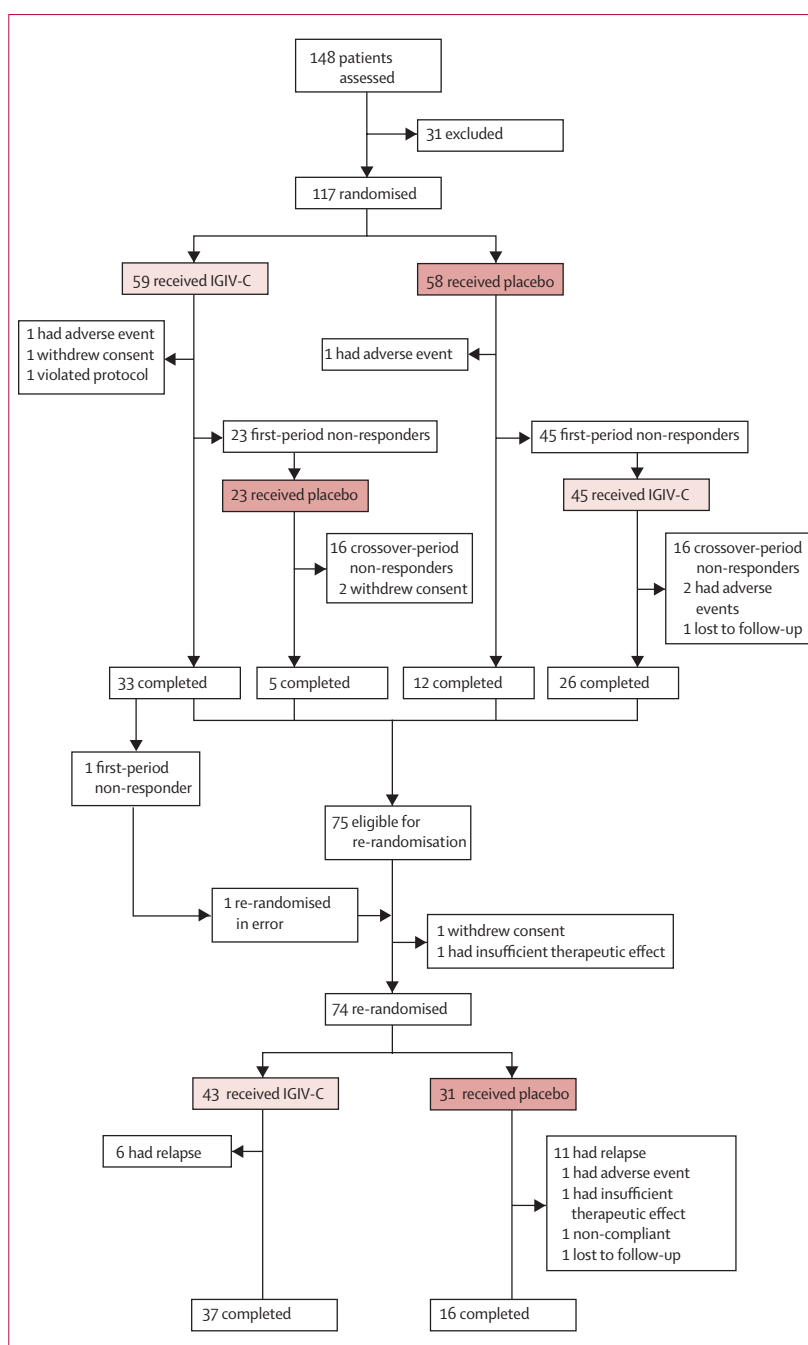 148 patients
assessed
31 excluded
117 randomised
59 received IGIV-C
58 received placebo
1 had adverse event
1 withdrew consent
1 violated protocol
1 had adverse event
23 first-period non-responders
45 first-period non-responders
23 received placebo
45 received IGIV-C
16 crossover-period
non-responders
2 withdrew consent
16 crossover-period
non-responders
2 had adverse
events
1 lost to follow-up
33 completed
5 completed
12 completed
26 completed
1 first-period
non-responder
75 eligible for
re-randomisation
1 re-randomised
in error
1 withdrew consent
1 had insufficient therapeutic effect
74 re-randomised
43 received IGIV-C
31 received placebo
6 had relapse
11 had relapse
1 had adverse event
1 had insufficient
therapeutic effect
1 non-compliant
1 lost to follow-up
37 completed
16 completed